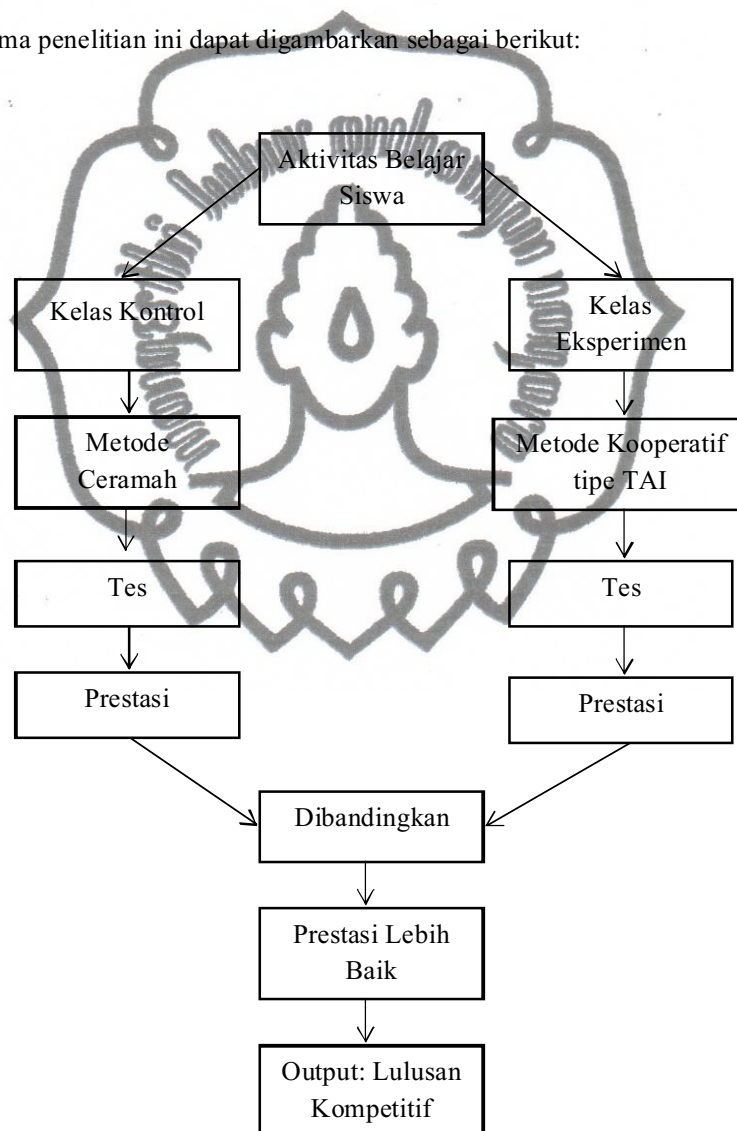 ma penelitian ini dapat digambarkan sebagai berikut:
Aktivitas Belajar
Siswa
Kelas Kontrol
Kelas
Eksperimen
Metode
Ceramah
Metode Kooperatif
tipe TAI
Tes
Tes
Prestasi
Prestasi
Dibandingkan
Prestasi Lebih
Baik
Output: Lulusan
Kompetitif